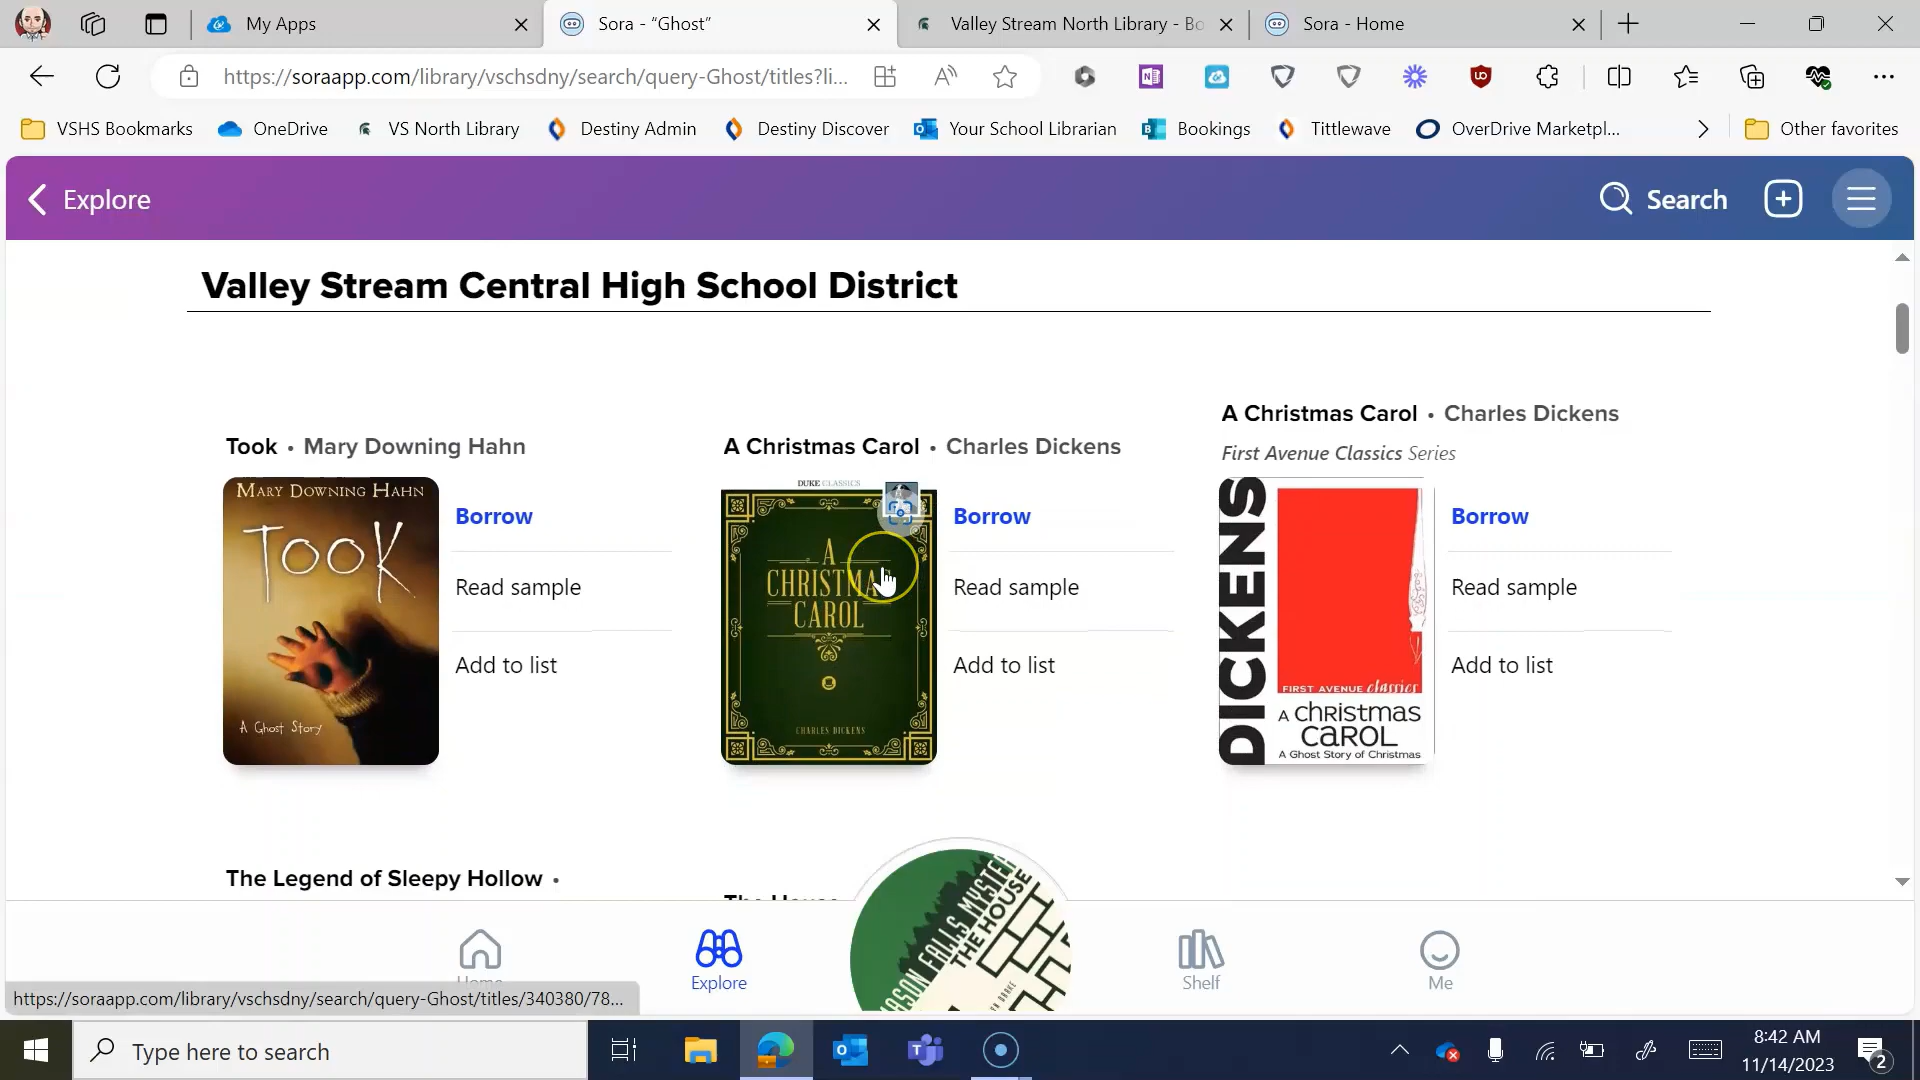 My Apps
Sora - “Ghost”
Valley Stream North Library - Bo
Sora - Home
https://soraapp.com/library/vschsdny/search/query-Ghost/titles?li...
VSHS Bookmarks
OneDrive
VS North Library
Destiny Admin
Destiny Discover
Your School Librarian
Bookings
Tittlewave
OverDrive Marketpl...
Other favorites
Explore
Search
Valley Stream Central High School District
Took • Mary Downing Hahn
MARY DOWNING HAHN
TOOK
A Ghost Story
Borrow
Read sample
Add to list
A Christmas Carol • Charles Dickens
DUKE CLASSICS
A
CHRISTMAS
CAROL
CHARLES DICKENS
Borrow
Read sample
Add to list
A Christmas Carol • Charles Dickens
First Avenue Classics Series
DICKENS
FIRST AVENUE classics
A CHRISTMAS
CAROL
A Ghost Story of Christmas
Borrow
Read sample
Add to list
The Legend of Sleepy Hollow •
The House
MASON FALLS MYSTERY
THE HOUSE
Home
Explore
Shelf
Me
https://soraapp.com/library/vschsdny/search/query-Ghost/titles/340380/78...
Type here to search
8:42 AM
11/14/2023
2